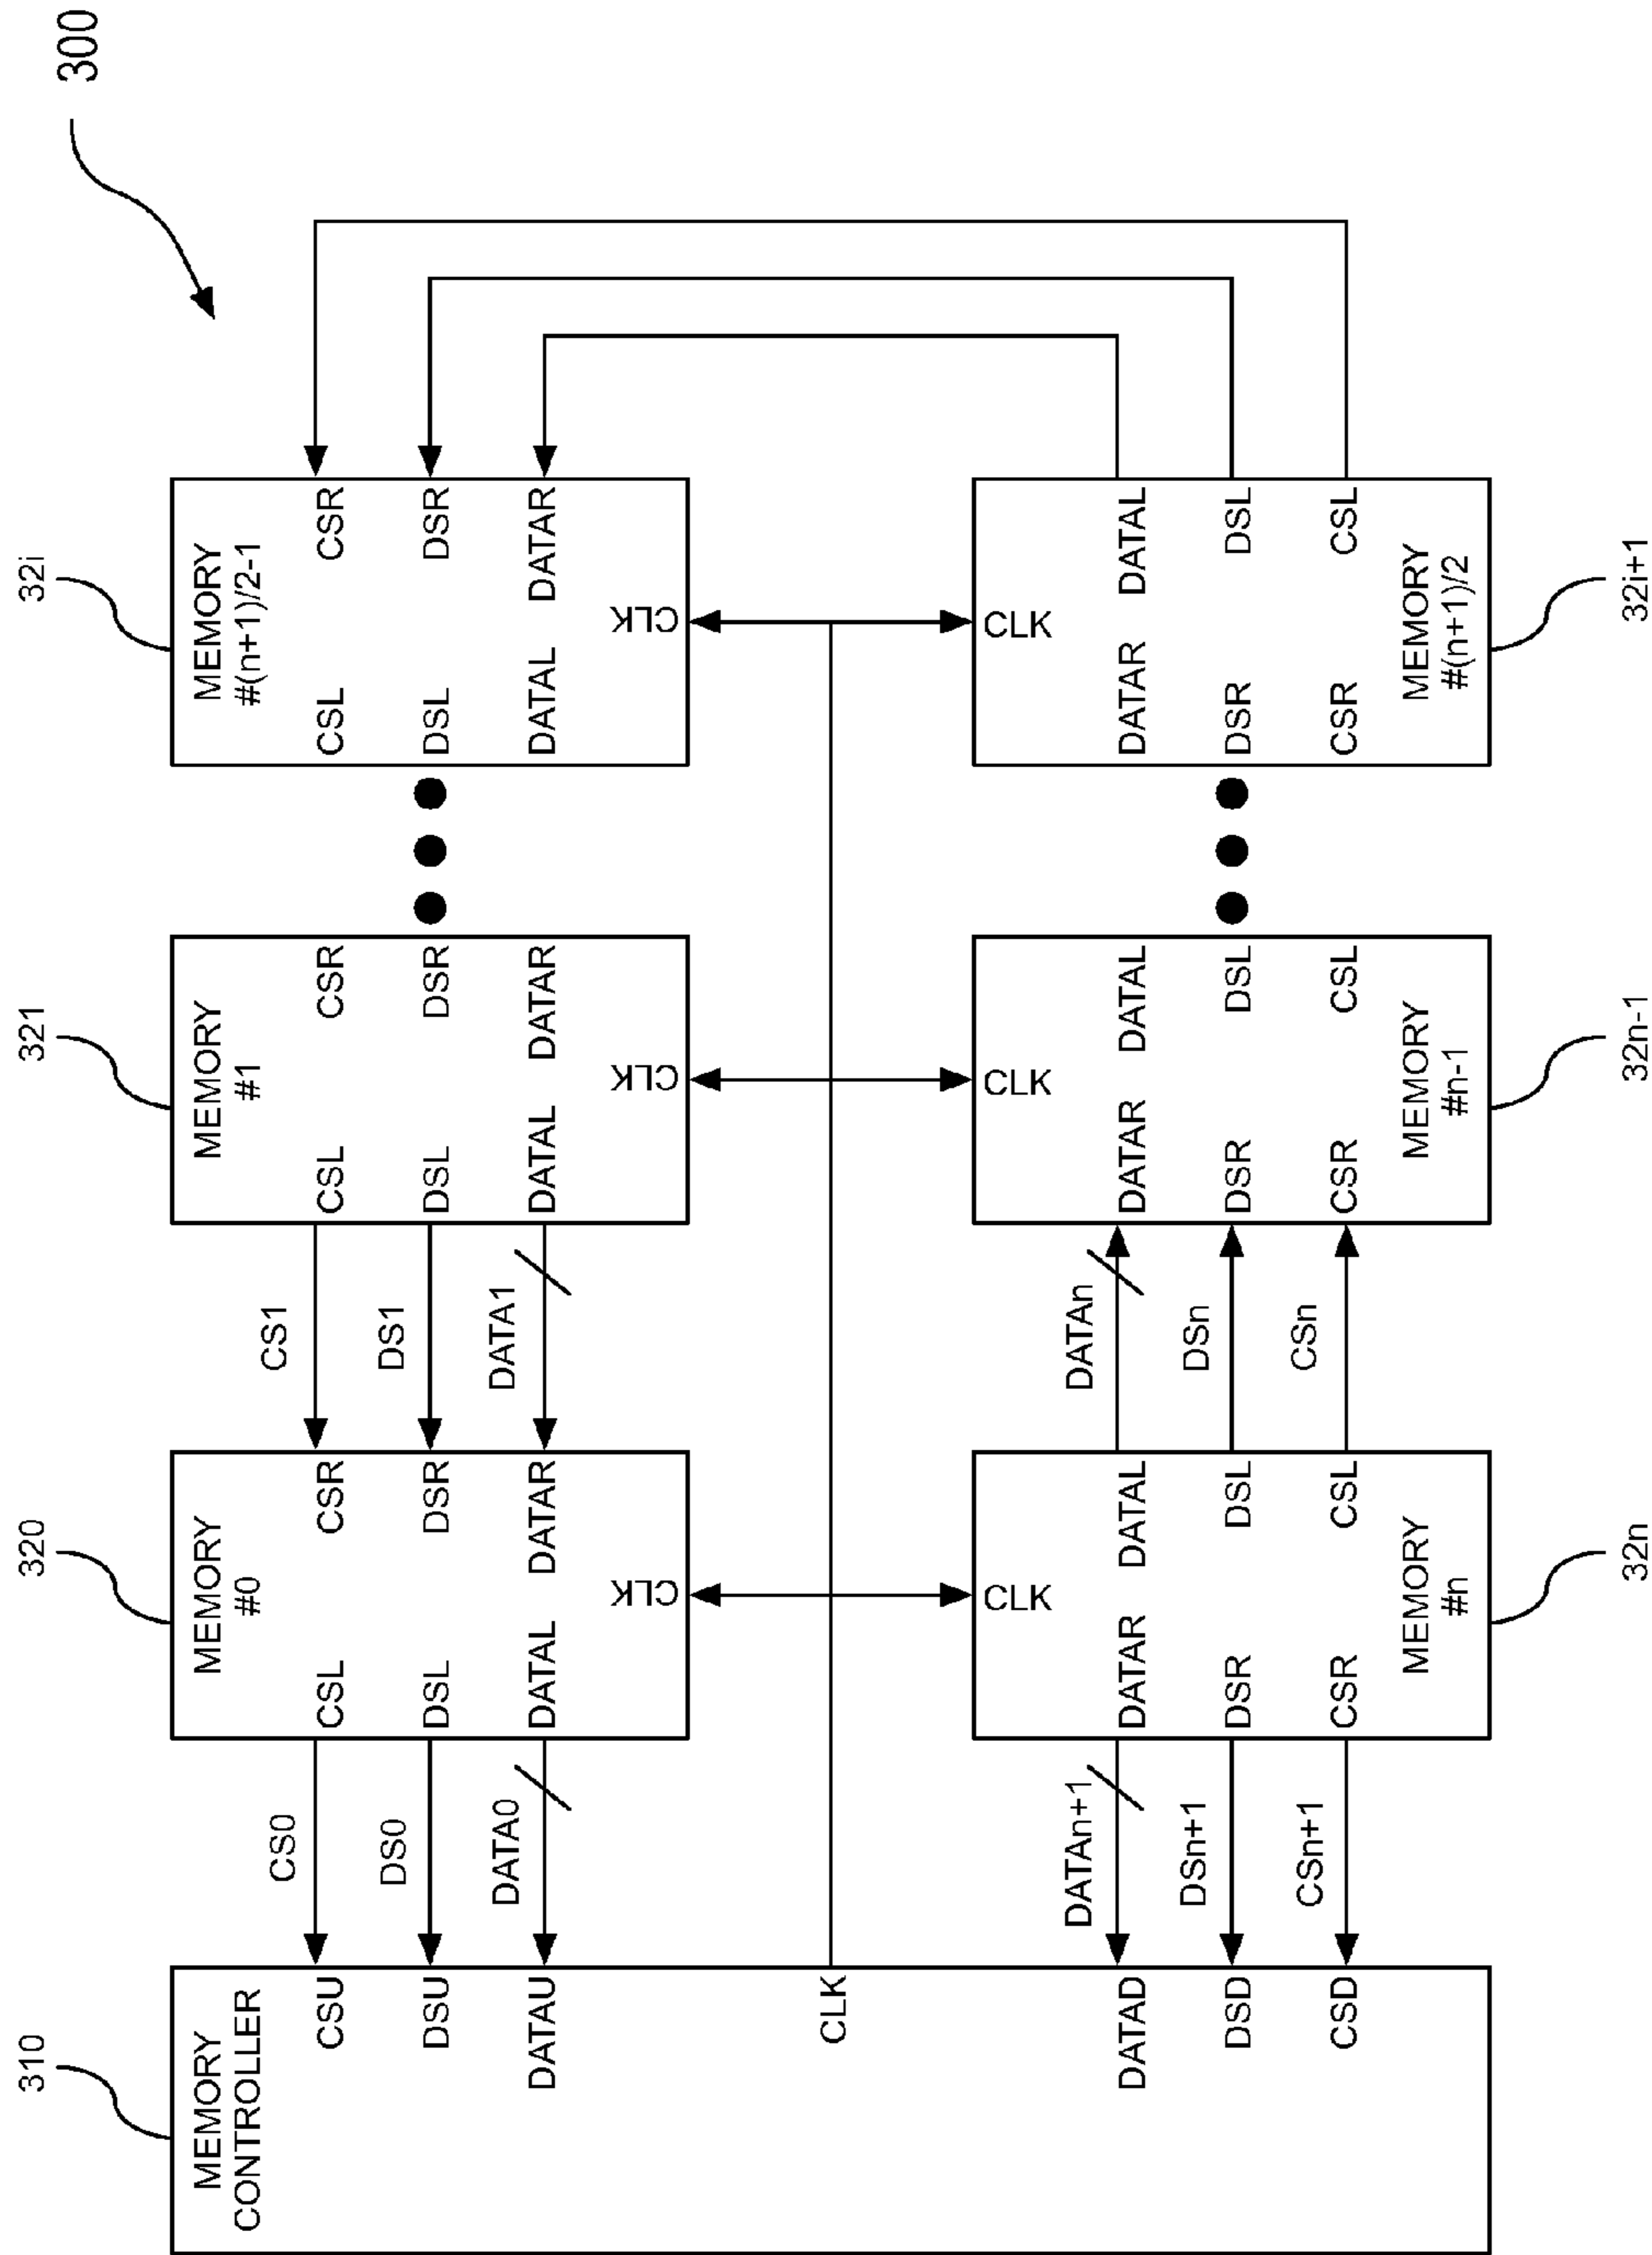 300
310
320
321
32i
MEMORY
CONTROLLER
CSU
DSU
DATAU
CLK
DATAD
DSD
CSD
CS0
DS0
DATA0
MEMORY
#0
CSL CSR
DSL DSR
DATAL DATAR
CLK
CS1
DS1
DATA1
MEMORY
#1
CSL CSR
DSL DSR
DATAL DATAR
CLK
MEMORY
#(n+1)/2-1
CSL CSR
DSL DSR
DATAL DATAR
CLK
DATAn+1
DSn+1
CSn+1
CLK
DATAR DATAL
DSR DSL
CSR CSL
MEMORY
#n
DATAn
DSn
CSn
CLK
DATAR DATAL
DSR DSL
CSR CSL
MEMORY
#n-1
CLK
DATAR DATAL
DSR DSL
CSR CSL
MEMORY
#(n+1)/2
32n
32n-1
32i+1